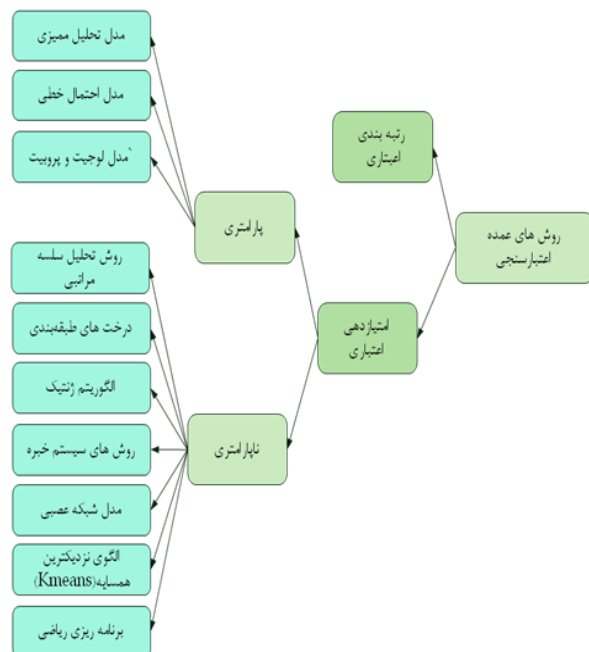 روش های عمده
اعتبارسنجی
رتبه بندی
اعبتاری
امتیازدهی
اعتباری
پارامتری
مدل تحلیل ممیزی
مدل احتمال خطی
`مدل لوجیت و پروبیت
ناپارامتری
روش تحلیل سلسه
مراتبی
درخت های طبقه‌بندی
الگوریتم ژنتیک
روش های سیستم خبره
مدل شبکه عصبی
الگوی نزدیکترین
همسایه(Kmeans)
برنامه ریزی ریاضی